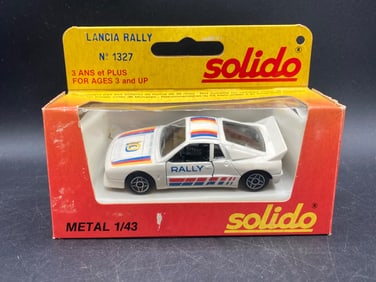 LANCIA RALLY
N° 1327
3 ANS et PLUS
FOR AGES 3 and UP
solido
RALLY
METAL 1/43
solido